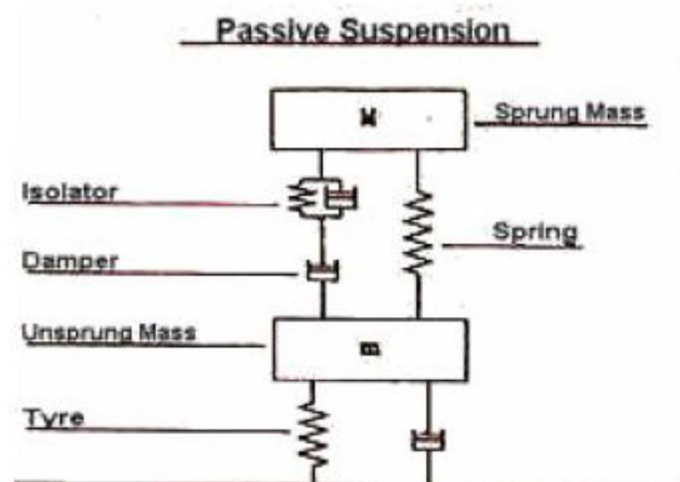 Passive Suspension
M
Sprung Mass
Isolator
Spring
Damper
Unsprung Mass
m
Tyre